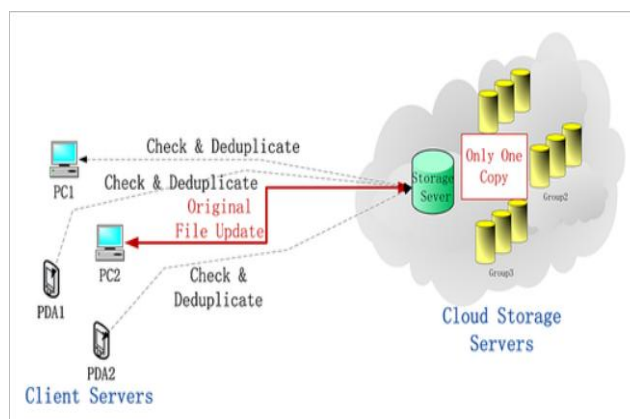 Check & Deduplicate
PC1
Check & Deduplicate
Original
File Update
PC2
Check &
Deduplicate
PDA1
PDA2
Client Servers
Storage
Sever
Only One
Copy
Group2
Group3
Cloud Storage
Servers